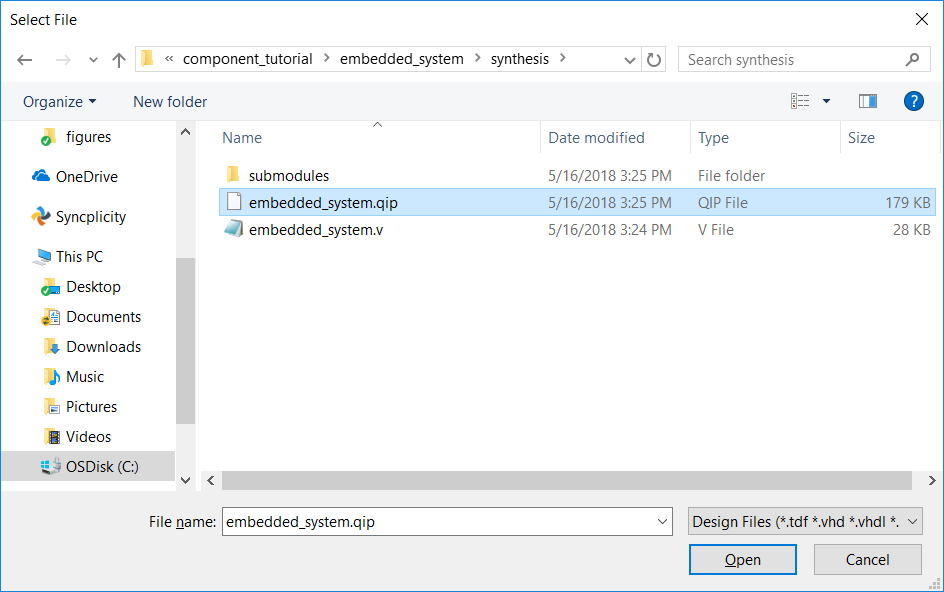 Select File
« component_tutorial > embedded_system > synthesis >
Search synthesis
Organize
New folder
?
Name
Date modified
Type
Size
figures
OneDrive
Syncplicity
This PC
Desktop
Documents
Downloads
Music
Pictures
Videos
OSDisk (C:)
submodules 5/16/2018 3:25 PM File folder
embedded_system.qip 5/16/2018 3:25 PM QIP File 179 KB
embedded_system.v 5/16/2018 3:24 PM V File 28 KB
File name: embedded_system.qip
Design Files (*.tdf *.vhd *.vhdl *.
Open
Cancel